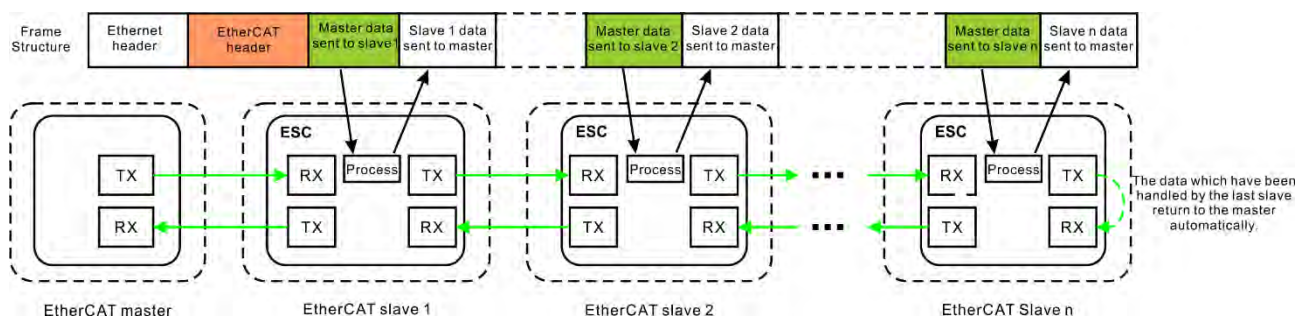 Frame
Structure
Ethernet
header
EtherCAT
header
Master data
sent to slave 1
Slave 1 data
sent to master
Master data
sent to slave 2
Slave 2 data
sent to master
Master data
sent to slave n
Slave n data
sent to master
ESC
ESC
ESC
TX
RX
Process
TX
RX
Process
TX
RX
Process
TX
RX
TX
RX
TX
RX
TX
RX
The data which have been
handled by the last slave
return to the master
automatically.
EtherCAT master
EtherCAT slave 1
EtherCAT slave 2
EtherCAT Slave n